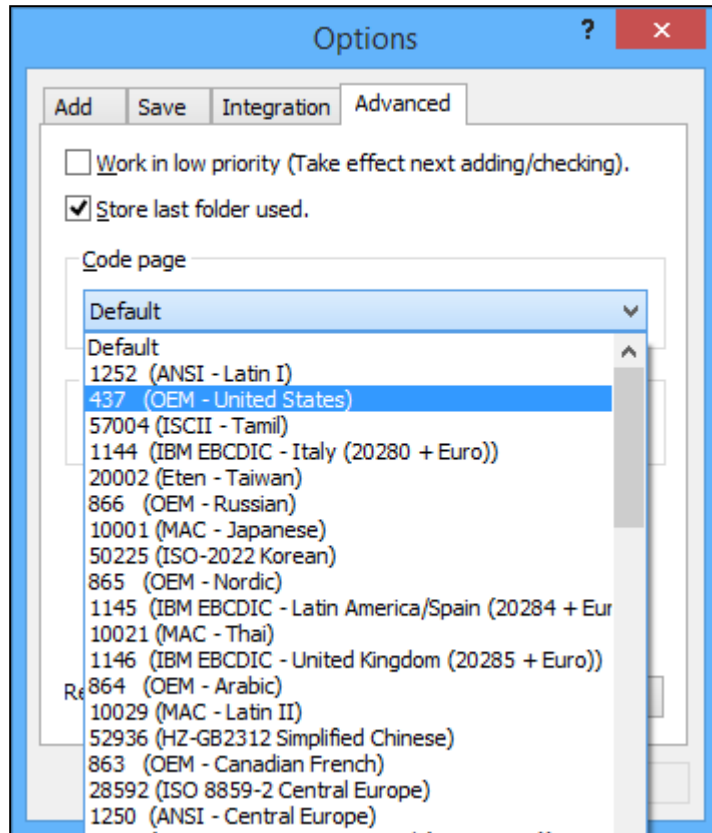 Options
?
Add Save Integration Advanced
Work in low priority (Take effect next adding/checking).
Store last folder used.
Code page
Default
Default
1252 (ANSI - Latin I)
437 (OEM - United States)
57004 (ISCII - Tamil)
1144 (IBM EBCDIC - Italy (20280 + Euro))
20002 (Eten - Taiwan)
866 (OEM - Russian)
10001 (MAC - Japanese)
50225 (ISO-2022 Korean)
865 (OEM - Nordic)
1145 (IBM EBCDIC - Latin America/Spain (20284 + Eur
10021 (MAC - Thai)
1146 (IBM EBCDIC - United Kingdom (20285 + Euro))
864 (OEM - Arabic)
10029 (MAC - Latin II)
52936 (HZ-GB2312 Simplified Chinese)
863 (OEM - Canadian French)
28592 (ISO 8859-2 Central Europe)
1250 (ANSI - Central Europe)